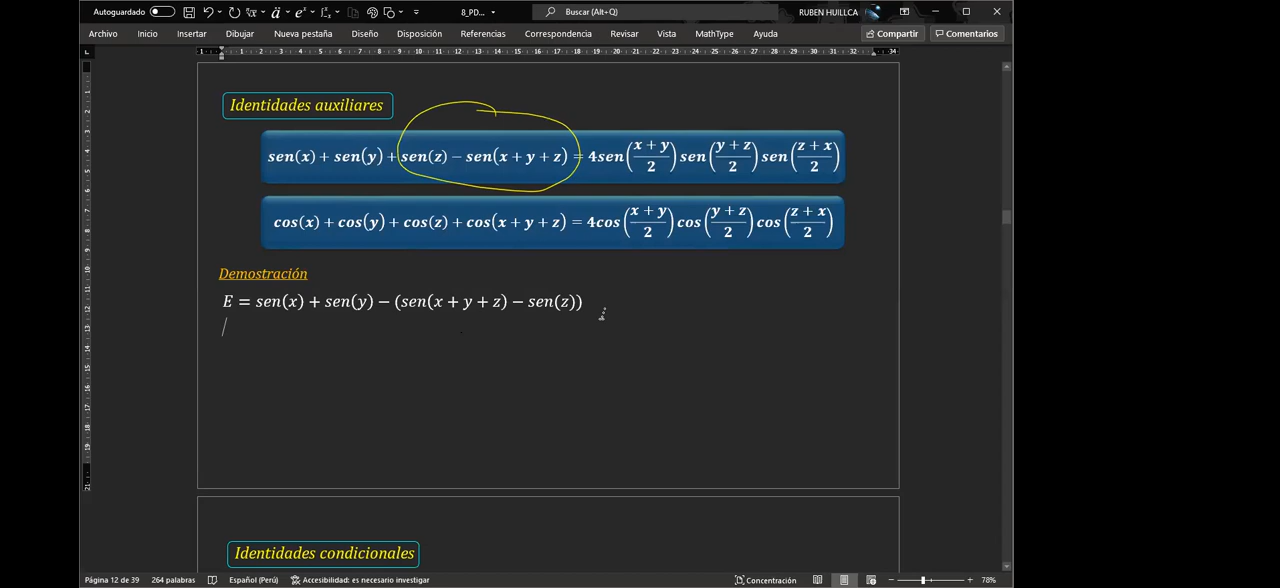 Autoguardado 8_PD... Buscar (Alt+Q) RUBEN HUILLCA
Archivo Inicio Insertar Dibujar Nueva pestaña Diseño Disposición Referencias Correspondencia Revisar Vista MathType Ayuda Compartir Comentarios
Identidades auxiliares
sen(x) + sen(y) + sen(z) − sen(x + y + z) = 4sen((x + y)/2) sen((y + z)/2) sen((z + x)/2)
cos(x) + cos(y) + cos(z) + cos(x + y + z) = 4cos((x + y)/2) cos((y + z)/2) cos((z + x)/2)
Demostración
E = sen(x) + sen(y) − (sen(x + y + z) − sen(z))
Identidades condicionales
Página 12 de 39 264 palabras Español (Perú) Accesibilidad: es necesario investigar Concentración 78%